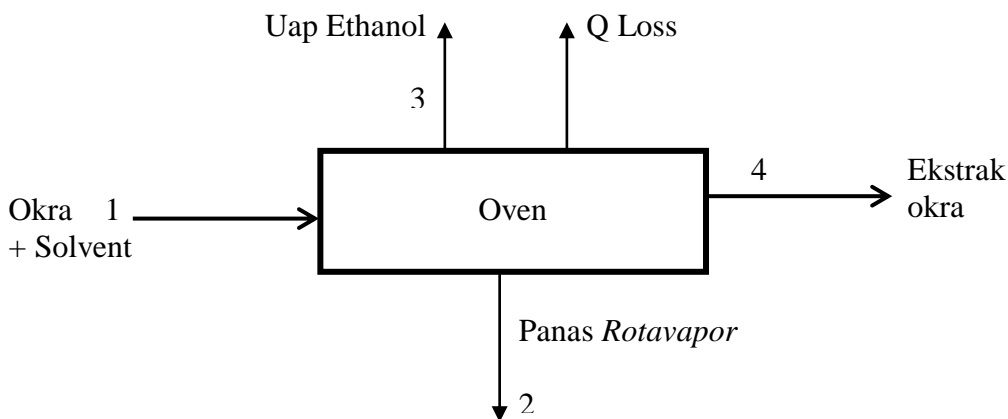 Uap Ethanol
Q Loss
3
4
Ekstrak
okra
Okra 1
+ Solvent
Oven
Panas Rotavapor
2